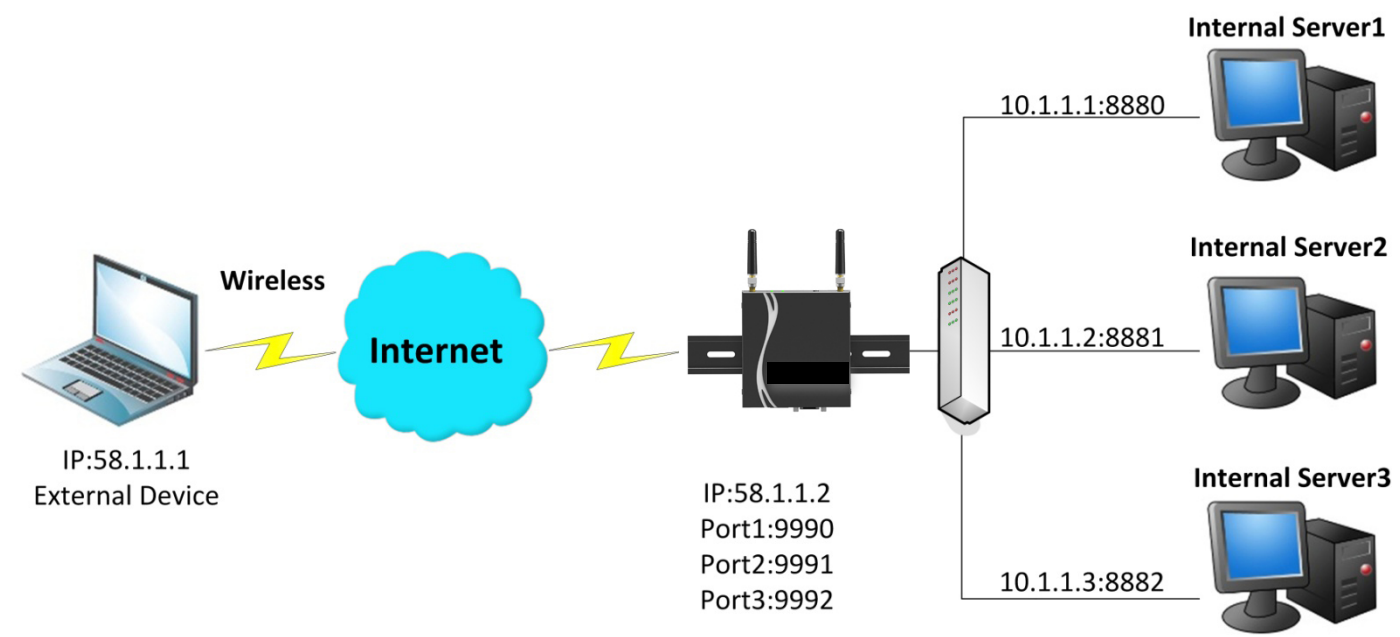 Internal Server1
10.1.1.1:8880
Internal Server2
Wireless
Internet
10.1.1.2:8881
IP:58.1.1.1
External Device
Internal Server3
IP:58.1.1.2
Port1:9990
Port2:9991
Port3:9992
10.1.1.3:8882